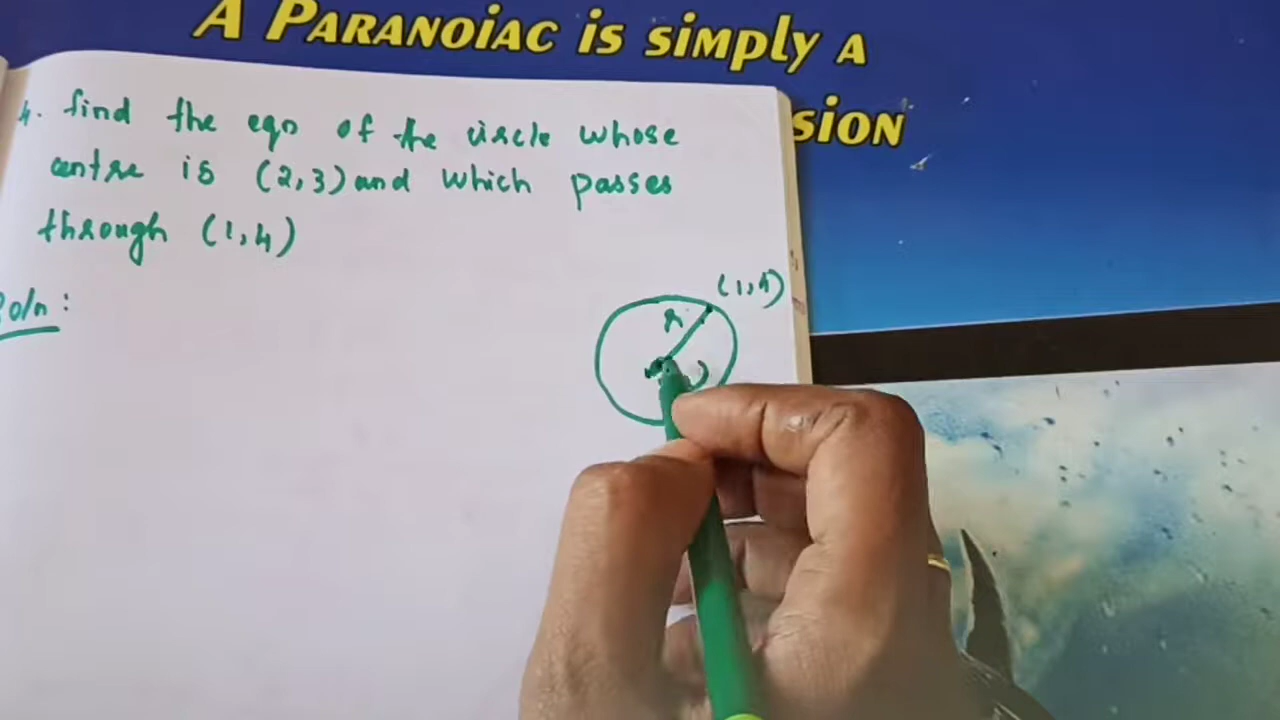 A PARANOIAC IS SIMPLY A
SION
4. find the eqn of the circle whose
centre is (2,3) and which passes
through (1,4)
Soln:
(1,4)
r